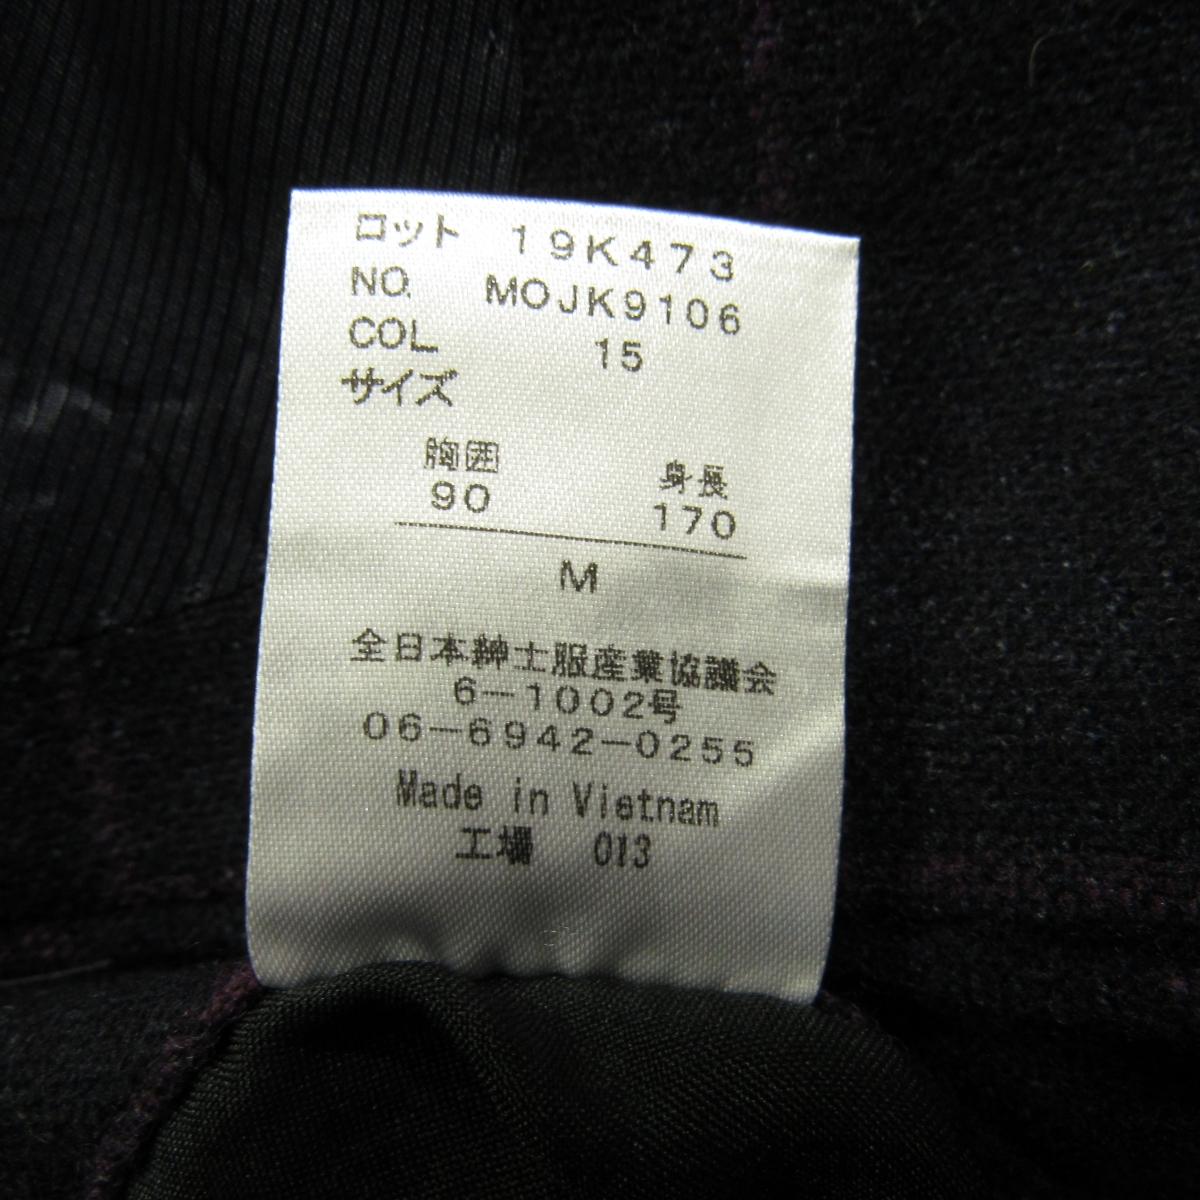 ロット 19K473
NO. MOJK9106
COL 15
サイズ
胸囲 身長
90 170
M
全日本紳士服産業協議会
6-1002号
06-6942-0255
Made in Vietnam
工場 013